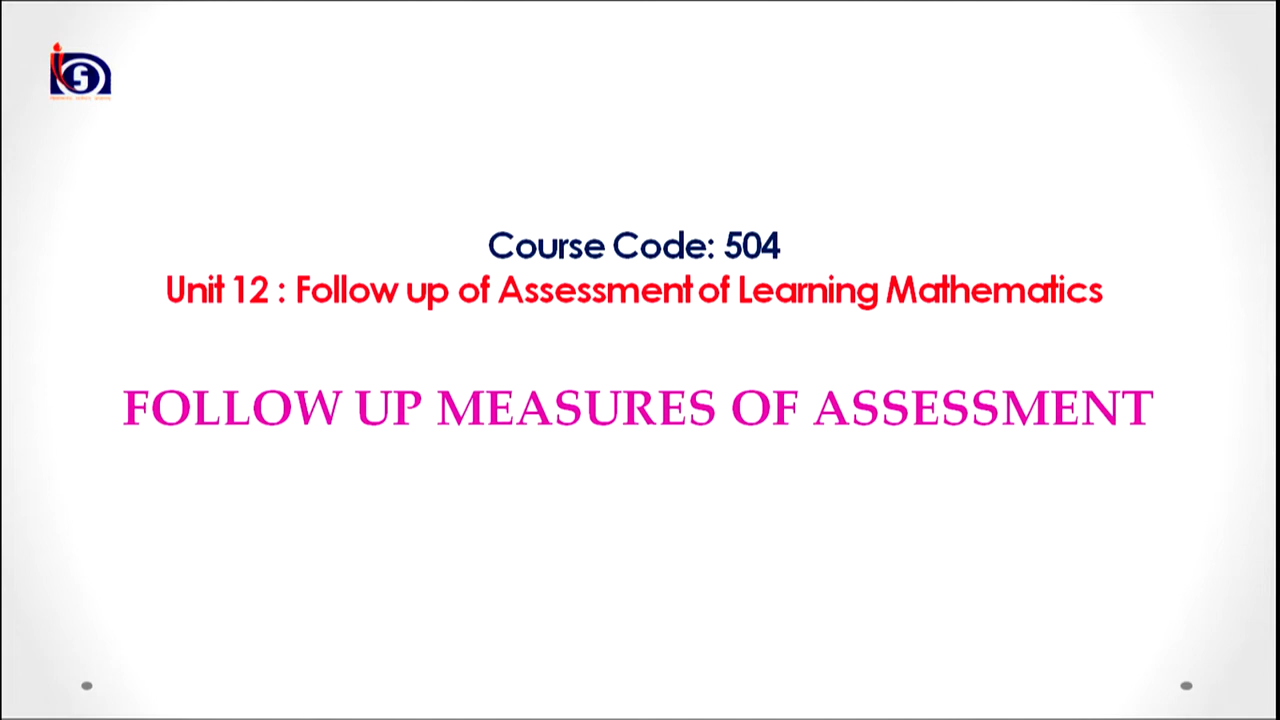 Course Code: 504
Unit 12 : Follow up of Assessment of Learning Mathematics
FOLLOW UP MEASURES OF ASSESSMENT